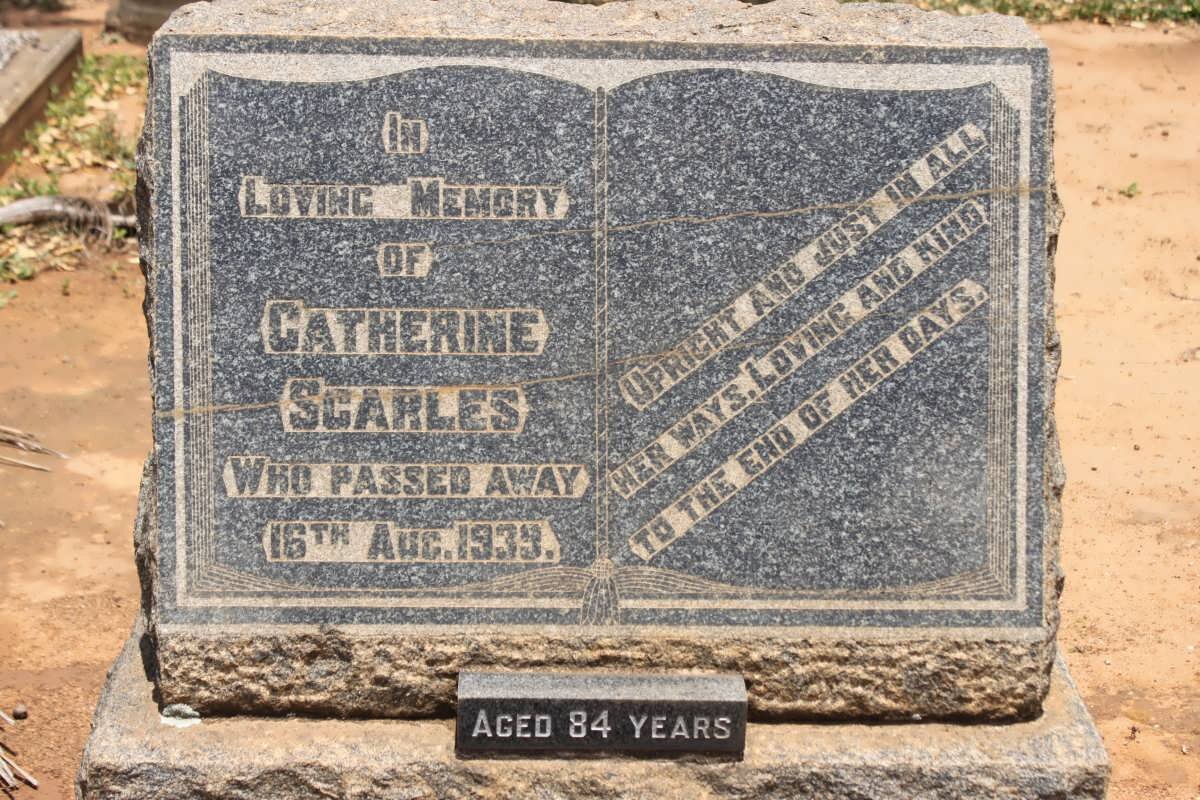 IN
LOVING MEMORY
OF
CATHERINE
SCARLES
WHO PASSED AWAY
16TH AUG. 1939.
UPRIGHT AND JUST IN ALL
HER WAYS. LOVING AND KIND
TO THE END OF HER DAYS.
AGED 84 YEARS